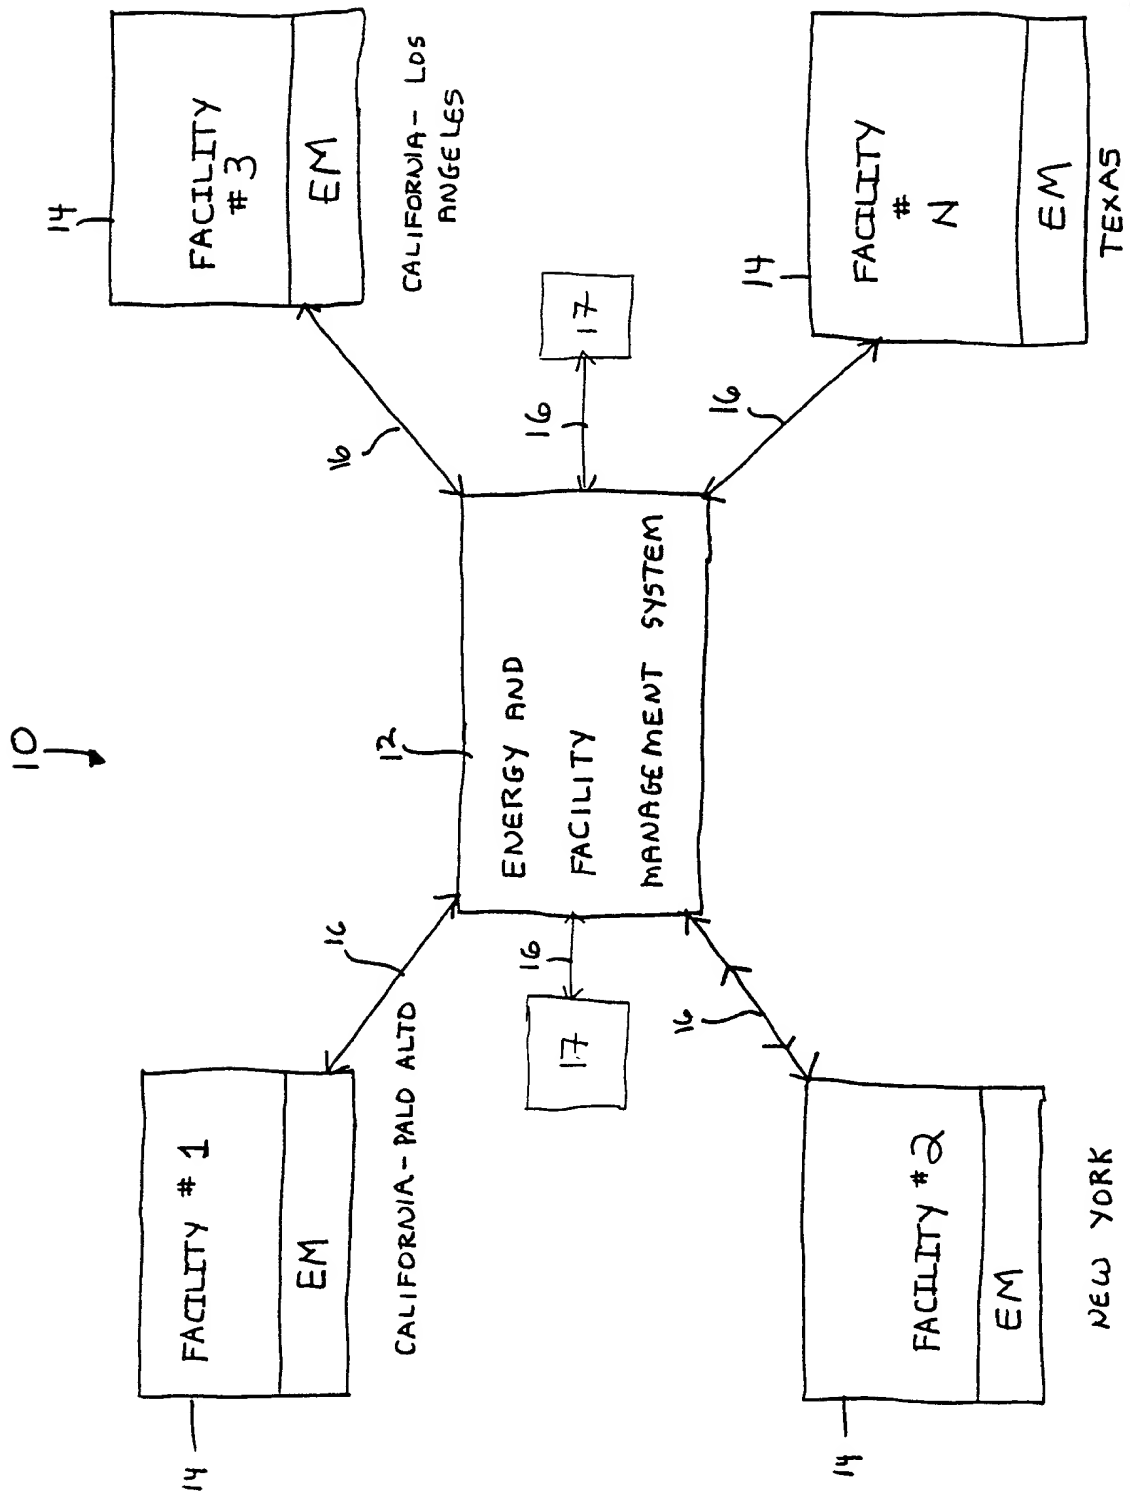 10
14
FACILITY #1
EM
CALIFORNIA-PALO ALTO
16
14
FACILITY
#3
EM
CALIFORNIA- LOS
ANGELES
16
12
ENERGY AND
FACILITY
MANAGEMENT SYSTEM
17
16
16
17
14
FACILITY #2
EM
NEW YORK
16
14
FACILITY
#
N
EM
TEXAS
16